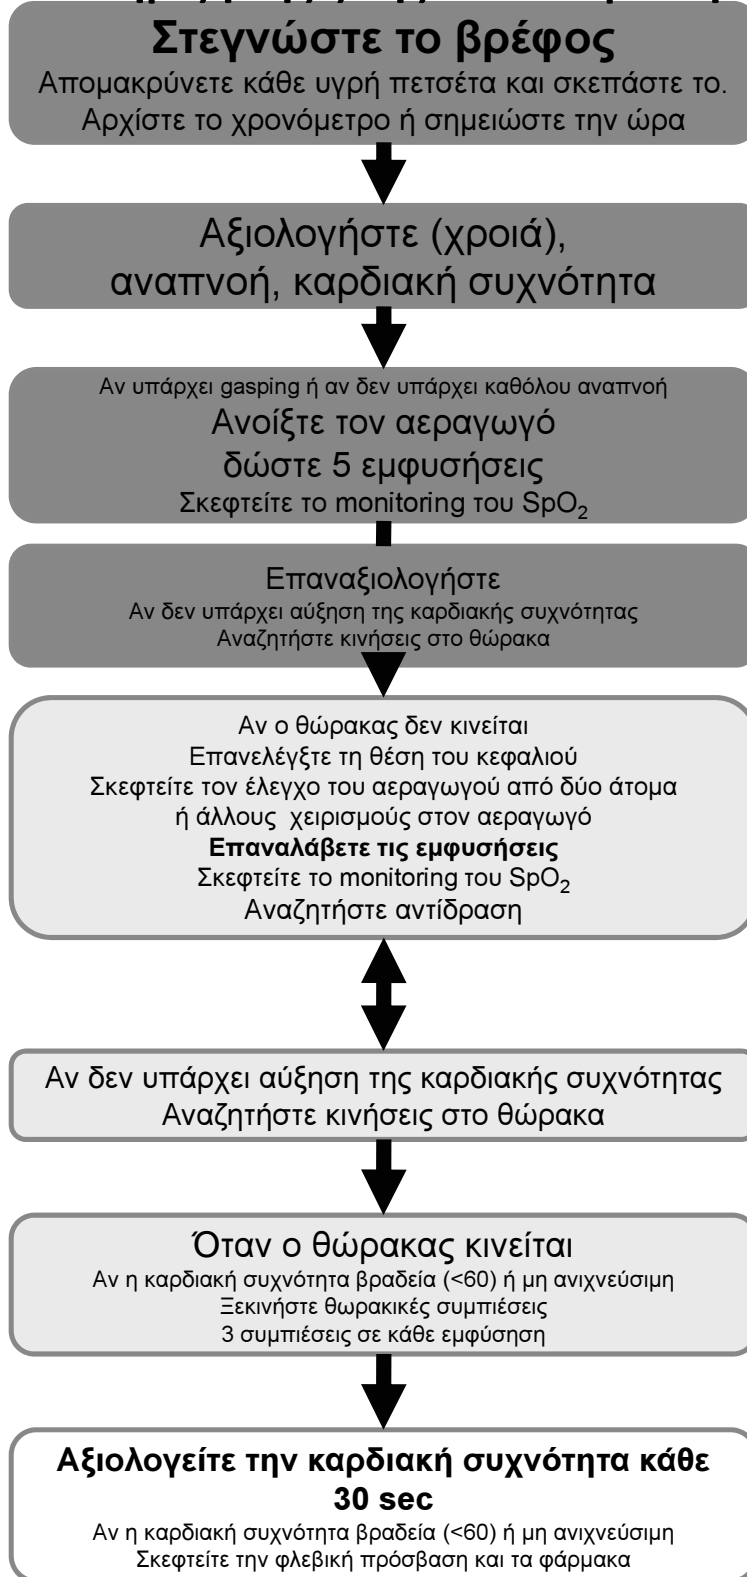 Στεγνώστε το βρέφος
Απομακρύνετε κάθε υγρή πετσέτα και σκεπάστε το.
Αρχίστε το χρονόμετρο ή σημειώστε την ώρα
Αξιολογήστε (χροιά),
αναπνοή, καρδιακή συχνότητα
Αν υπάρχει gasping ή αν δεν υπάρχει καθόλου αναπνοή
Ανοίξτε τον αεραγωγό
δώστε 5 εμφυσήσεις
Σκεφτείτε το monitoring του SpO₂
Επαναξιολογήστε
Αν δεν υπάρχει αύξηση της καρδιακής συχνότητας
Αναζητήστε κινήσεις στο θώρακα
Αν ο θώρακας δεν κινείται
Επανελέγξτε τη θέση του κεφαλιού
Σκεφτείτε τον έλεγχο του αεραγωγού από δύο άτομα
ή άλλους χειρισμούς στον αεραγωγό
Επαναλάβετε τις εμφυσήσεις
Σκεφτείτε το monitoring του SpO₂
Αναζητήστε αντίδραση
Αν δεν υπάρχει αύξηση της καρδιακής συχνότητας
Αναζητήστε κινήσεις στο θώρακα
Όταν ο θώρακας κινείται
Αν η καρδιακή συχνότητα βραδεία (<60) ή μη ανιχνεύσιμη
Ξεκινήστε θωρακικές συμπιέσεις
3 συμπιέσεις σε κάθε εμφύσηση
Αξιολογείτε την καρδιακή συχνότητα κάθε
30 sec
Αν η καρδιακή συχνότητα βραδεία (<60) ή μη ανιχνεύσιμη
Σκεφτείτε την φλεβική πρόσβαση και τα φάρμακα